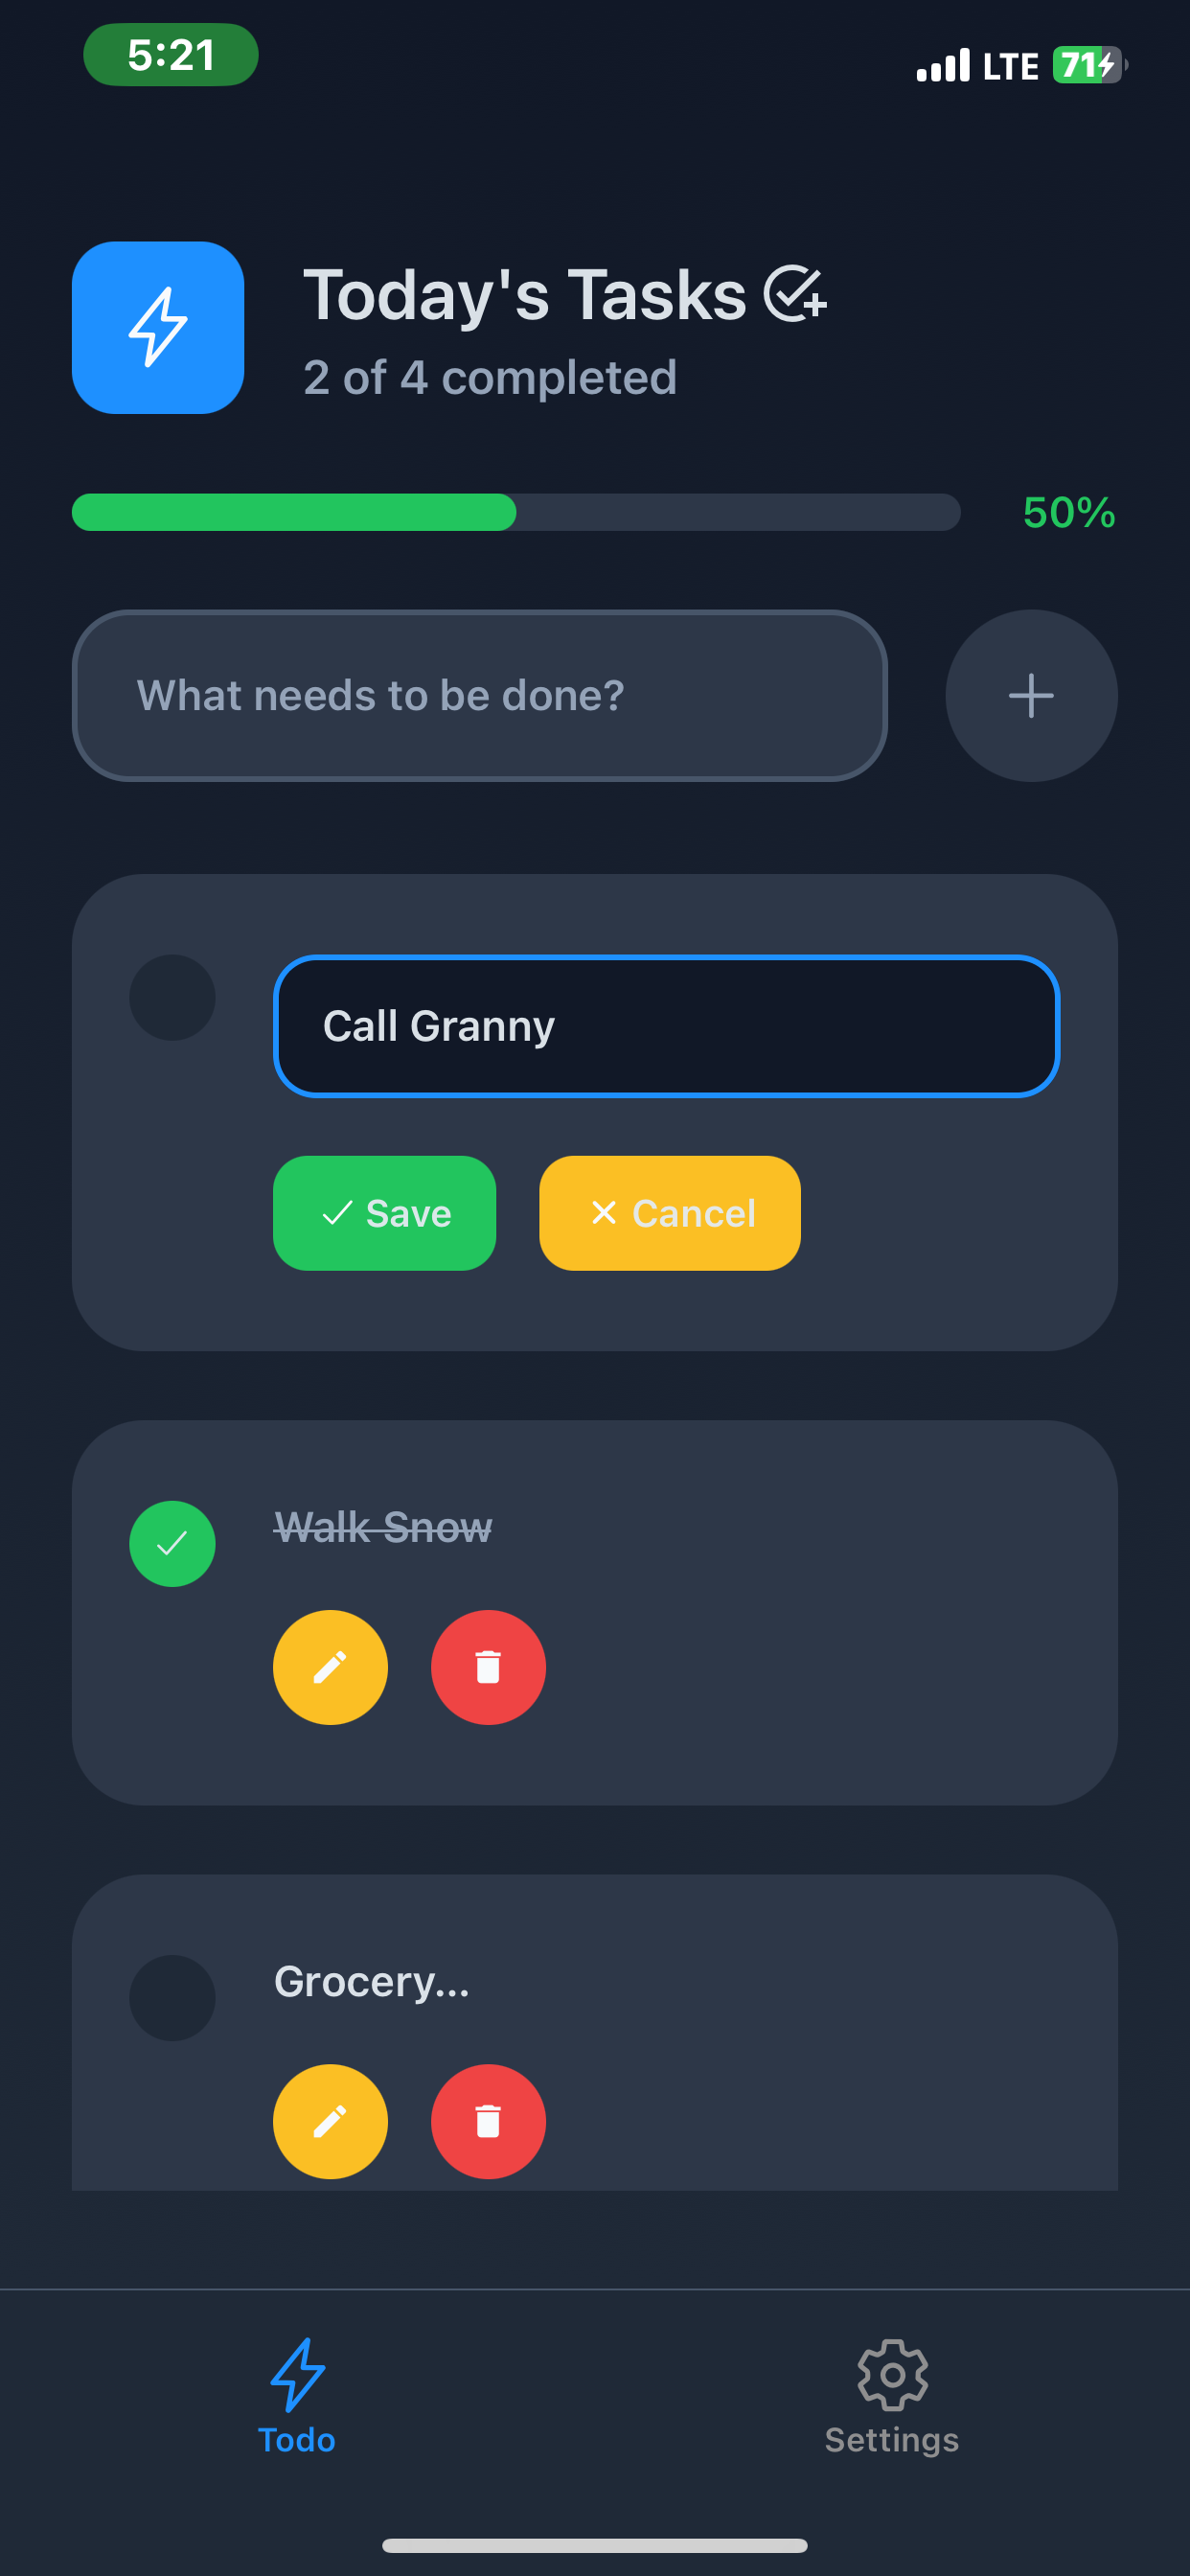 5:21
LTE 71
Today's Tasks
2 of 4 completed
50%
What needs to be done?
Call Granny
Save
Cancel
Walk Snow
Grocery...
Todo
Settings